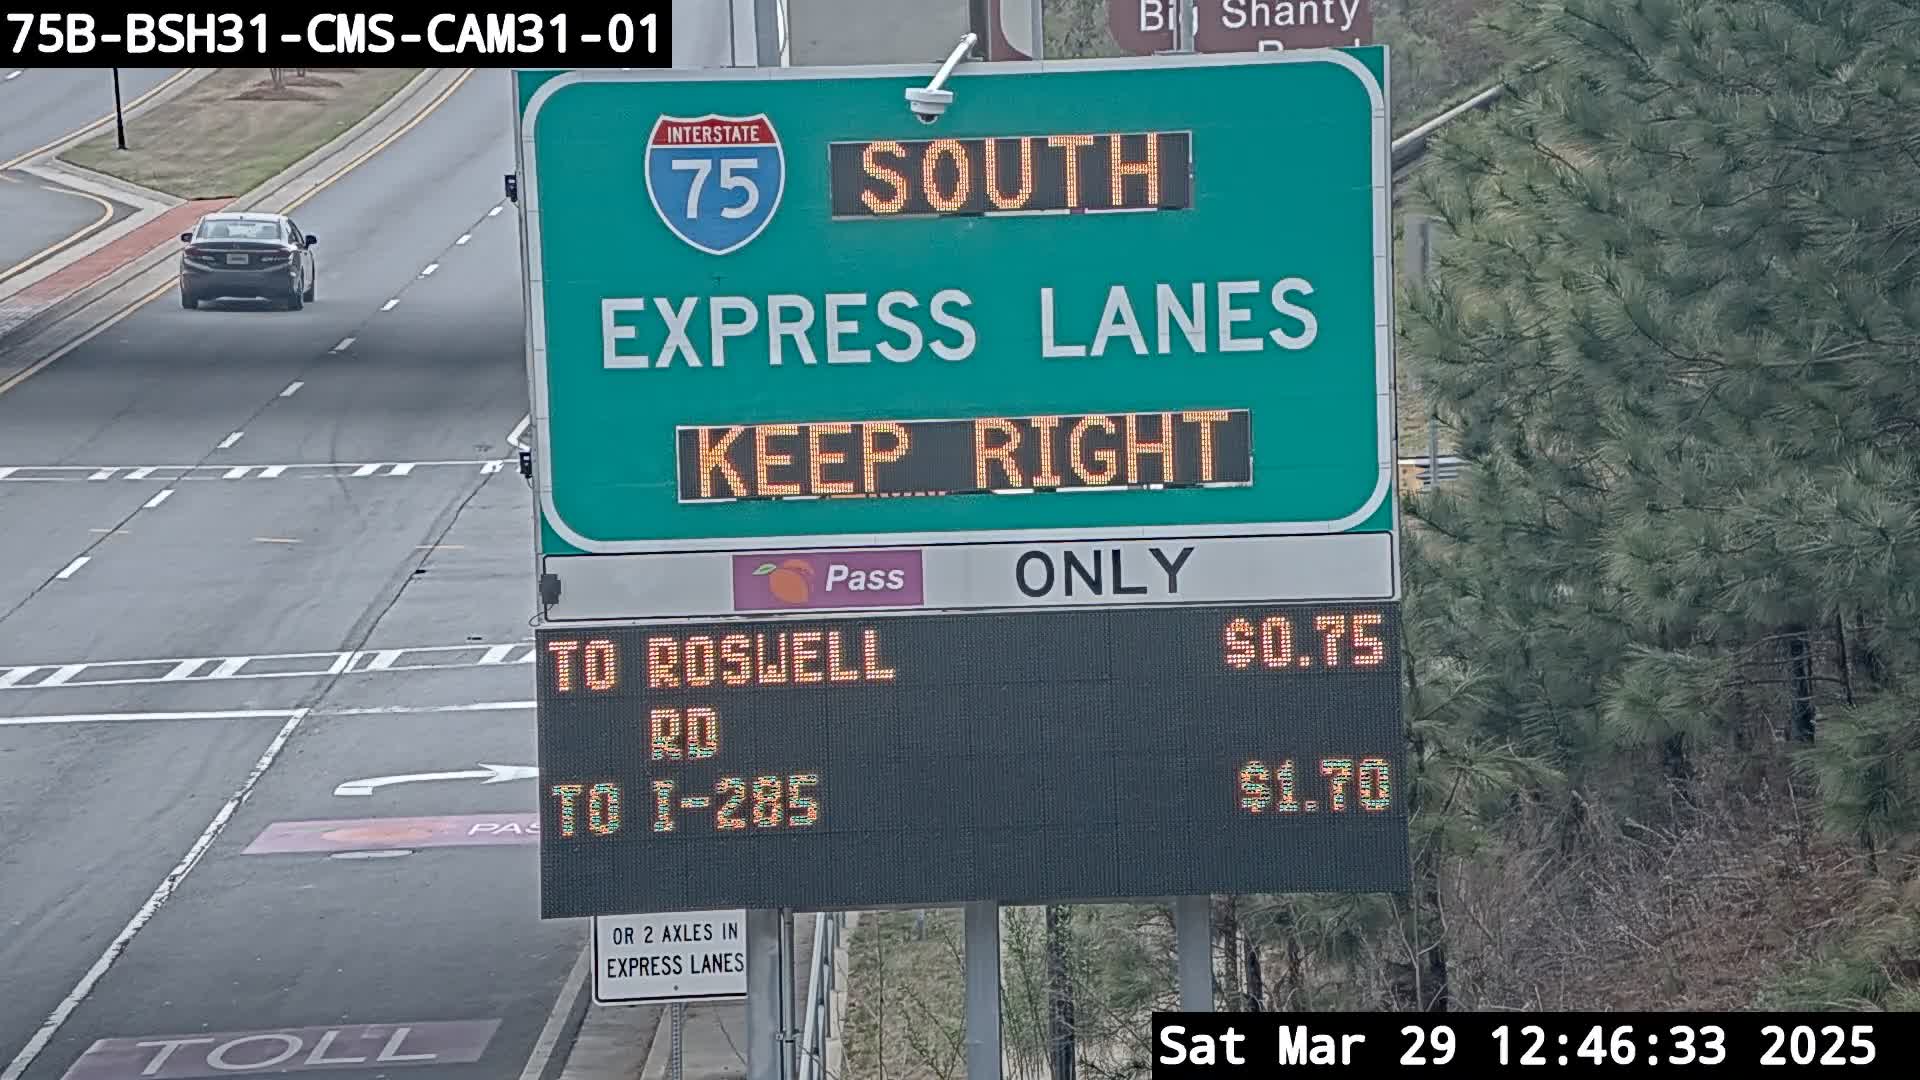 75B-BSH31-CMS-CAM31-01
Big Shanty
INTERSTATE
75
SOUTH
EXPRESS LANES
KEEP RIGHT
Pass
ONLY
TO ROSWELL $0.75
RD
TO I-285 $1.70
OR 2 AXLES IN
EXPRESS LANES
TOLL
Sat Mar 29 12:46:33 2025